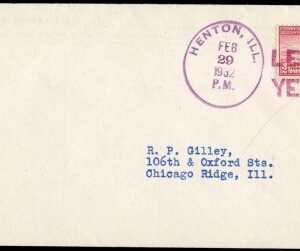 HENTON, ILL.
FEB
29
1932
P.M.
LE
YE
R. P. Gilley,
106th & Oxford Sts.
Chicago Ridge, Ill.